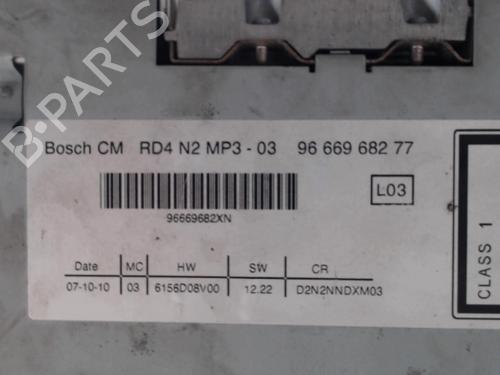 B-PARTS
Bosch CM RD4 N2 MP3 - 03 96 669 682 77
L03
96669682XN
Date MC HW SW CR
07-10-10 03 6156D08V00 12.22 D2N2NNDXM03
CLASS 1